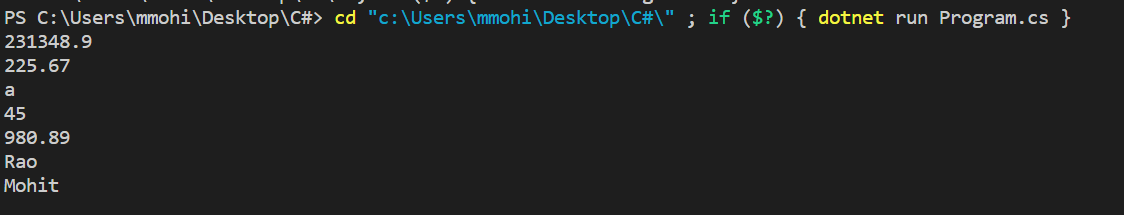 PS C:\Users\mmohi\Desktop\C#> cd "c:\Users\mmohi\Desktop\C#\" ; if ($?) { dotnet run Program.cs }
231348.9
225.67
a
45
980.89
Rao
Mohit